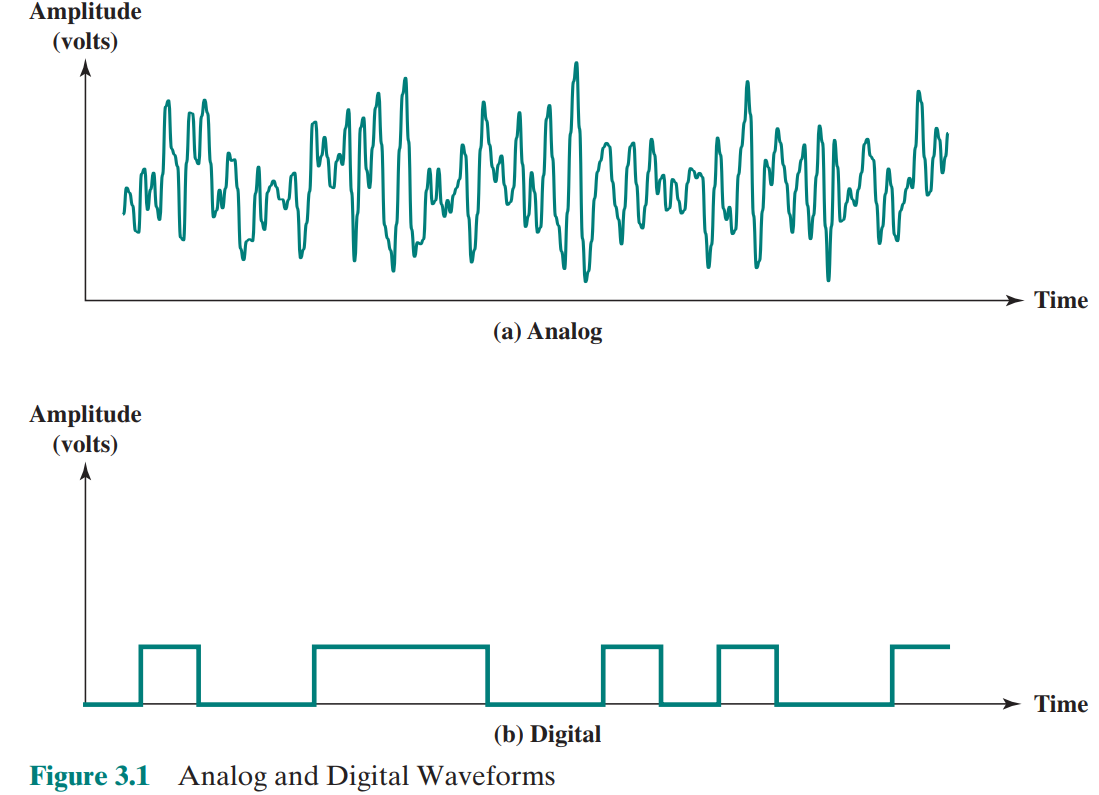 Amplitude
(volts)
Time
(a) Analog
Amplitude
(volts)
Time
(b) Digital
Figure 3.1 Analog and Digital Waveforms